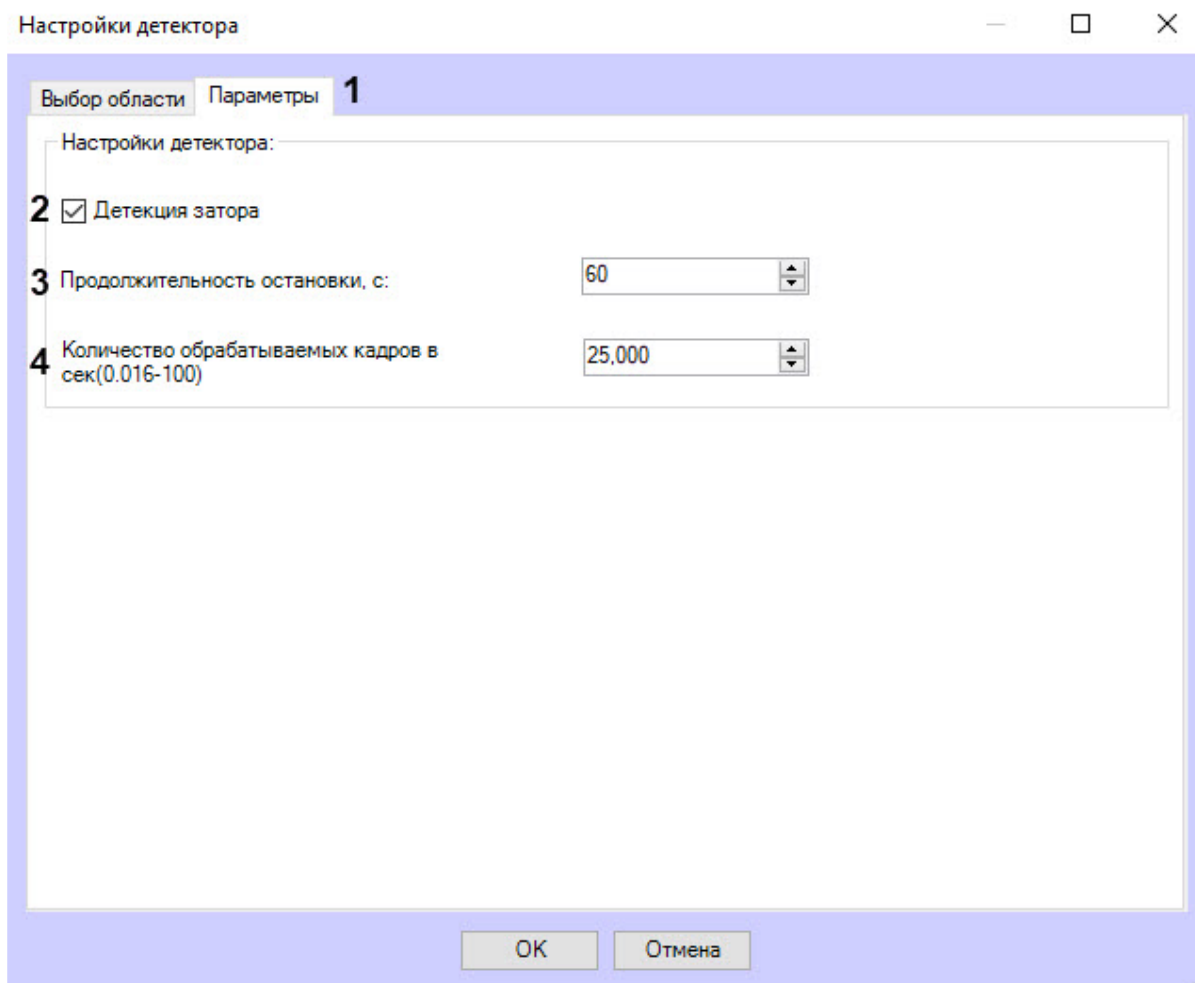 Настройки детектора
Выбор области Параметры 1
Настройки детектора:
2 Детекция затора
3 Продолжительность остановки, с: 60
4 Количество обрабатываемых кадров в 25,000
сек(0.016-100)
OK Отмена